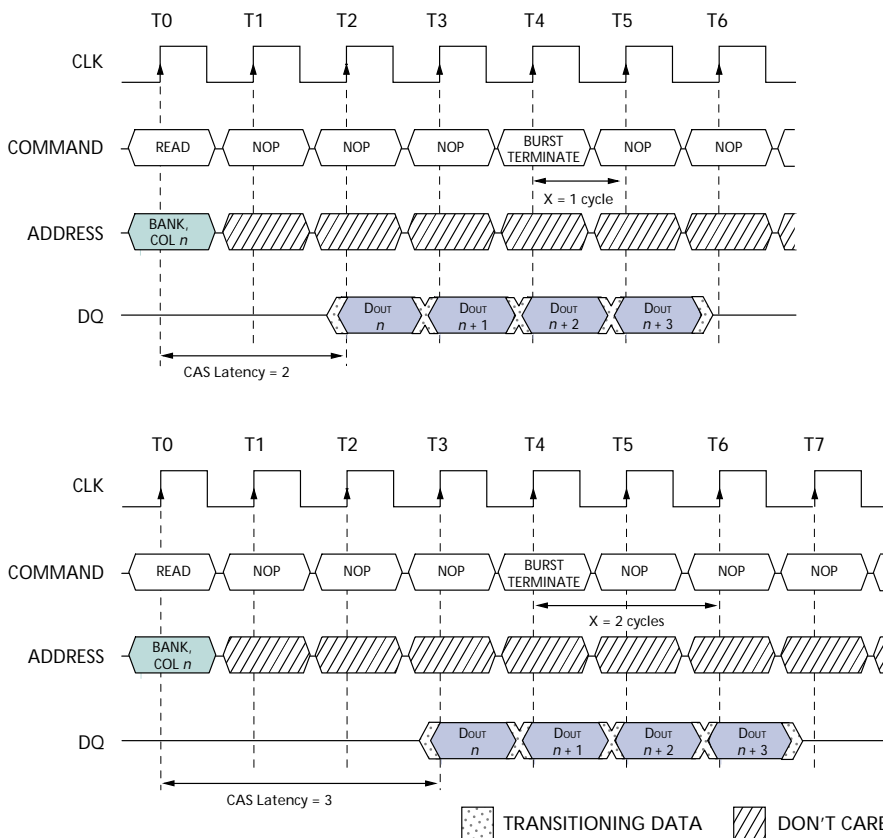 T0 T1 T2 T3 T4 T5 T6
CLK
COMMAND READ NOP NOP NOP BURST TERMINATE NOP NOP
X = 1 cycle
ADDRESS BANK, COL n
DQ DOUT n DOUT n + 1 DOUT n + 2 DOUT n + 3
CAS Latency = 2
T0 T1 T2 T3 T4 T5 T6 T7
CLK
COMMAND READ NOP NOP NOP BURST TERMINATE NOP NOP NOP
X = 2 cycles
ADDRESS BANK, COL n
DQ DOUT n DOUT n + 1 DOUT n + 2 DOUT n + 3
CAS Latency = 3
TRANSITIONING DATA DON'T CARE